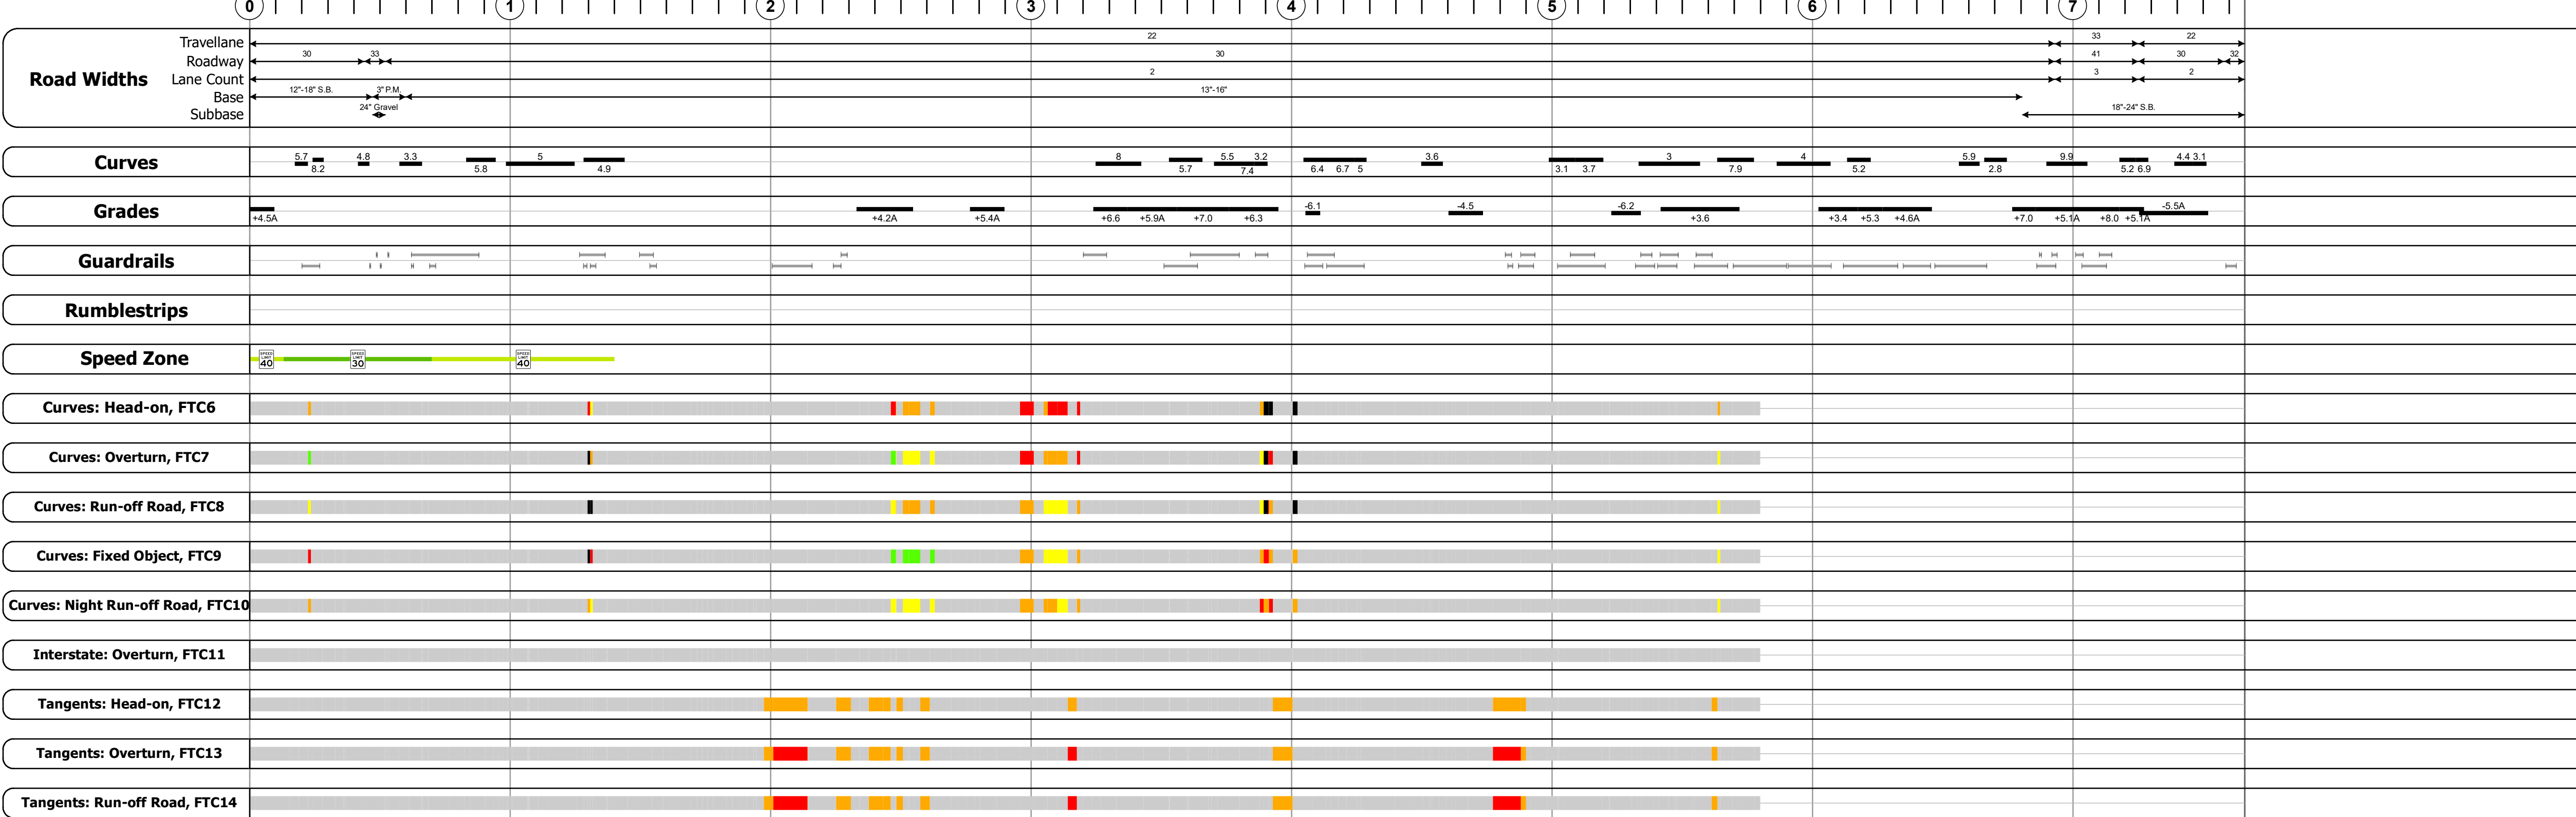 0 1 2 3 4 5 6 7
Road Widths
Travellane 22 33 22
Roadway 30 33 30 41 30 32
Lane Count 2 3 2
Base 12"-18" S.B. 3" P.M. 13"-16"
Subbase 24" Gravel 18"-24" S.B.
Curves
5.7 4.8 3.3 5 8 5.5 3.2 3.6 3 4 5.9 9.9 4.4 3.1
8.2 5.8 4.9 5.7 7.4 6.4 6.7 5 3.1 3.7 7.9 5.2 2.8 5.2 6.9
Grades
-6.1 -4.5 -6.2 -5.5A
+4.5A +4.2A +5.4A +6.6 +5.9A +7.0 +6.3 +3.6 +3.4 +5.3 +4.6A +7.0 +5.1A +8.0 +5.1A
Guardrails
Rumblestrips
Speed Zone
SPEED LIMIT 40 SPEED LIMIT 30 SPEED LIMIT 40
Curves: Head-on, FTC6
Curves: Overturn, FTC7
Curves: Run-off Road, FTC8
Curves: Fixed Object, FTC9
Curves: Night Run-off Road, FTC10
Interstate: Overturn, FTC11
Tangents: Head-on, FTC12
Tangents: Overturn, FTC13
Tangents: Run-off Road, FTC14